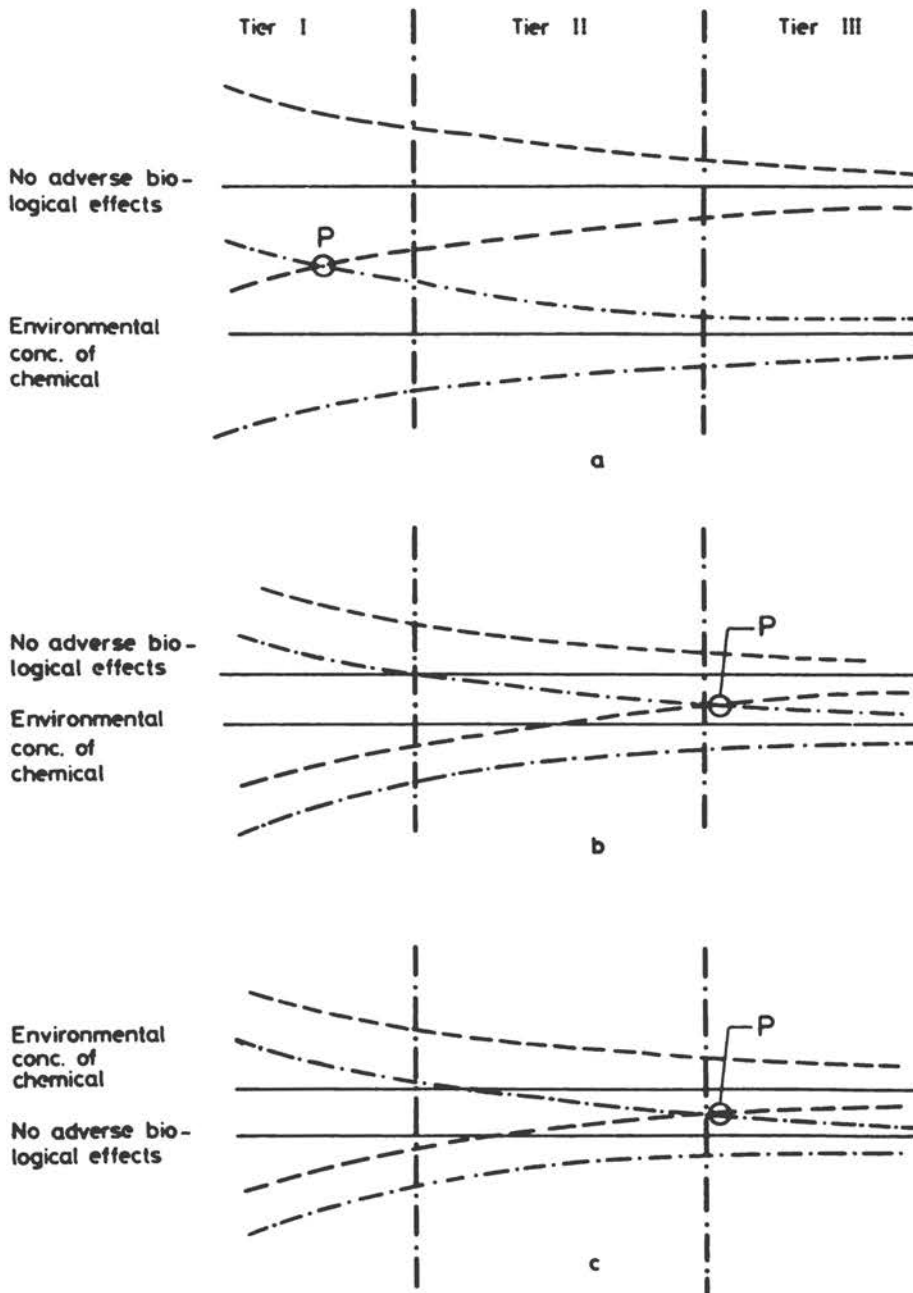 Tier I Tier II Tier III
No adverse bio-
logical effects
P
Environmental
conc. of
chemical
a
No adverse bio-
logical effects
P
Environmental
conc. of
chemical
b
Environmental
conc. of
chemical
P
No adverse bio-
logical effects
c